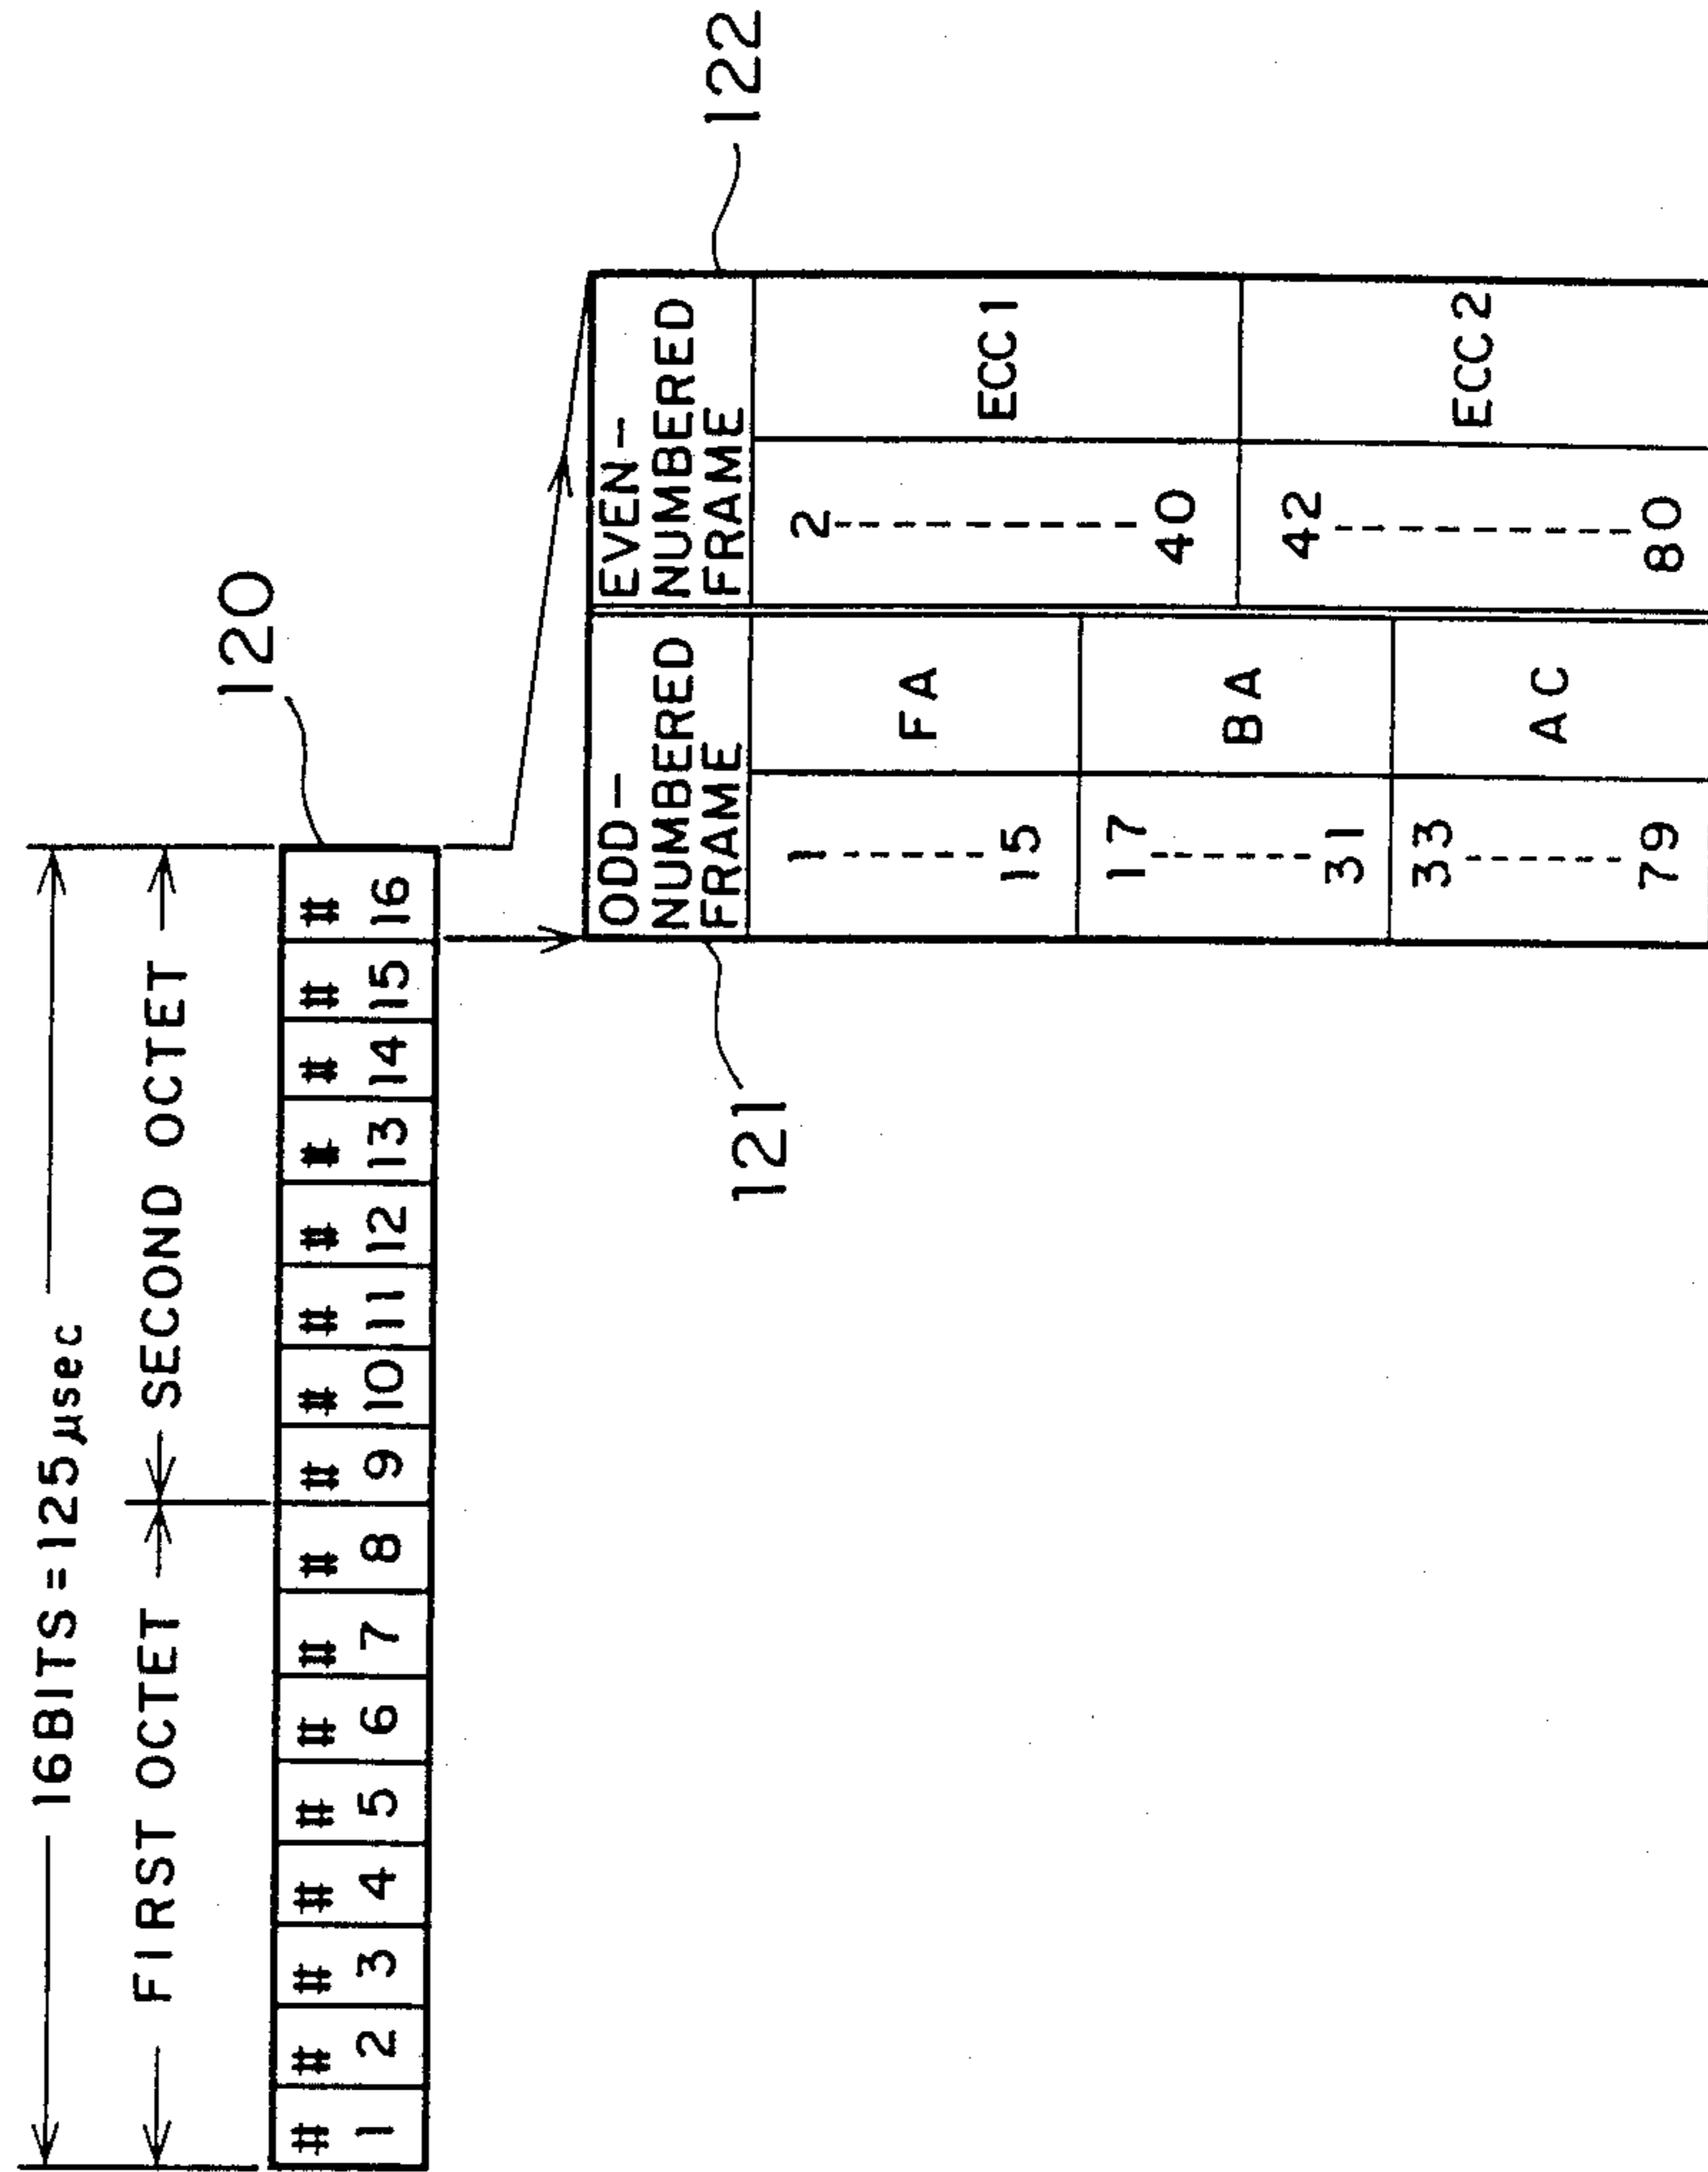 16BITS=125μsec
FIRST OCTET
SECOND OCTET
120
# # # # # # # # # # # # # # # #
1 2 3 4 5 6 7 8 9 10 11 12 13 14 15 16
121
122
ODD-
NUMBERED
FRAME
EVEN-
NUMBERED
FRAME
1
15
FA
17
31
BA
33
79
AC
2
40
ECC1
42
80
ECC2